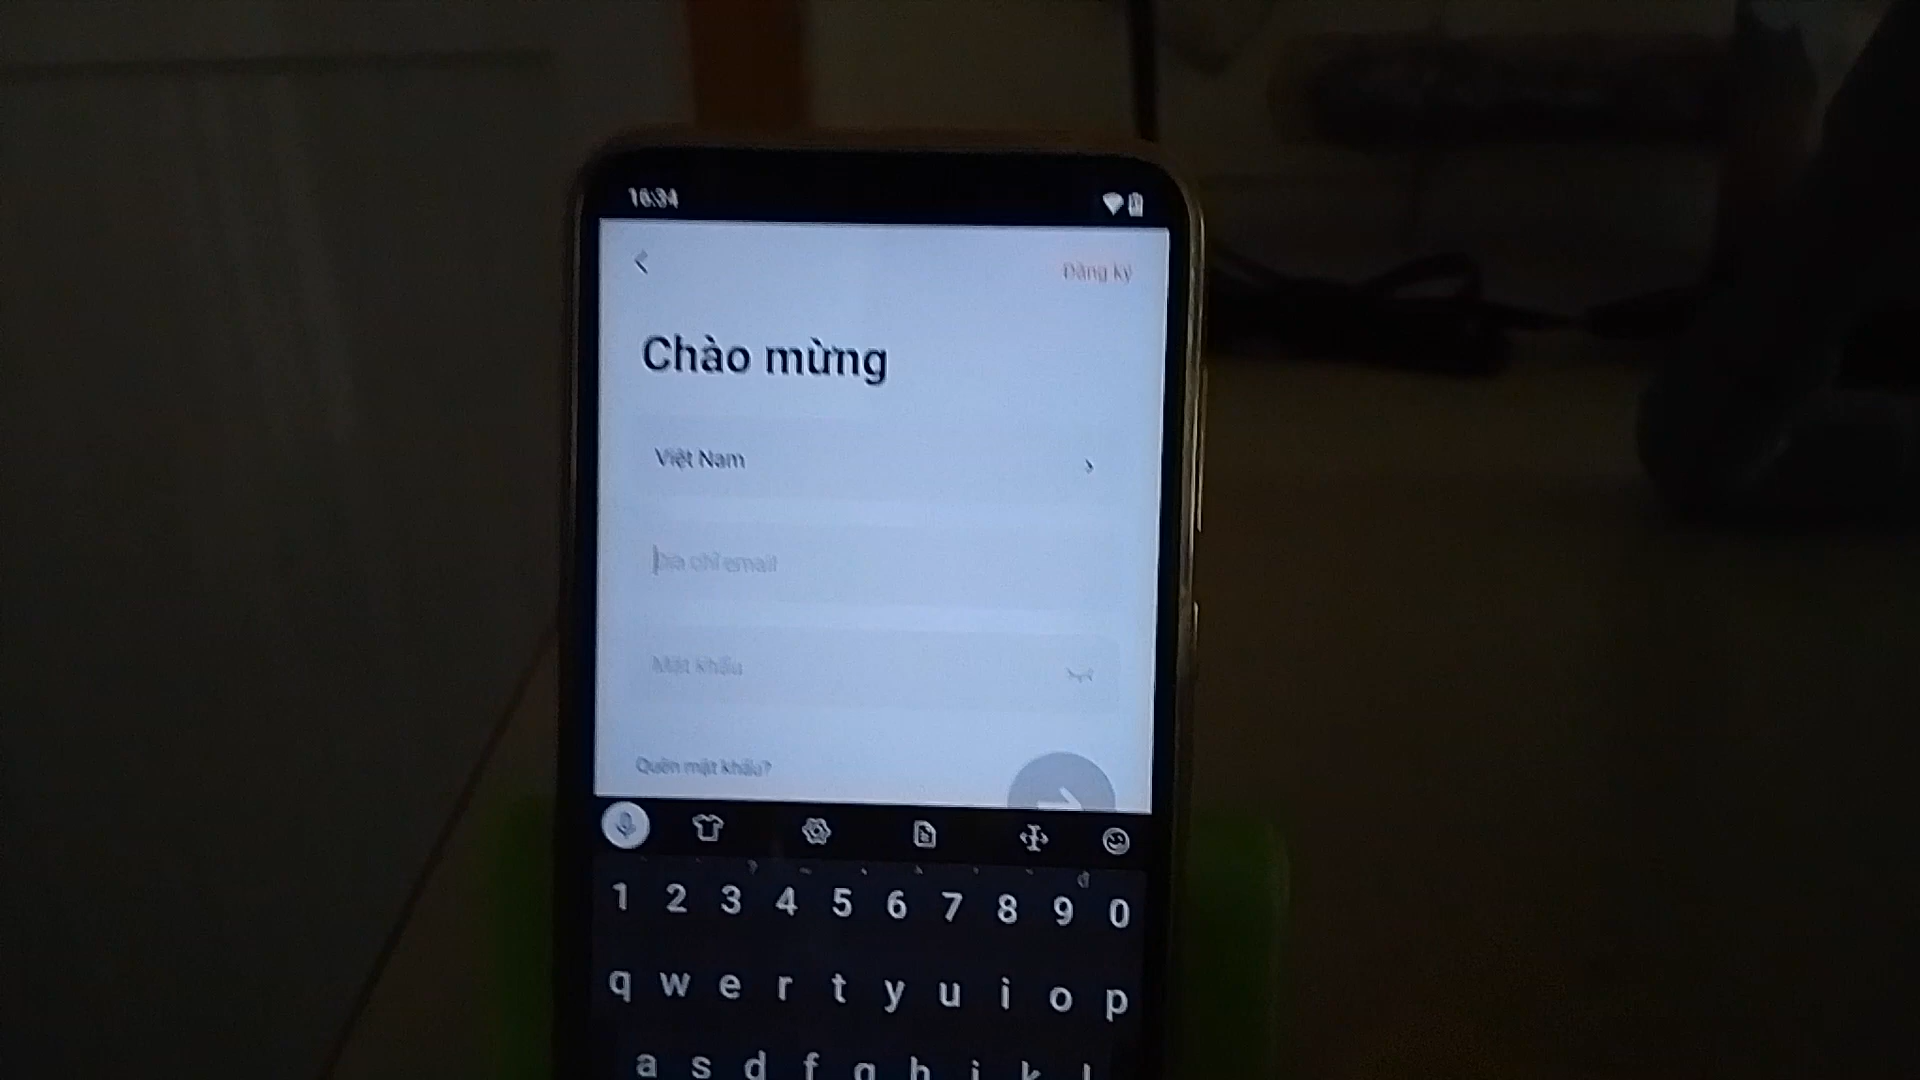 16:34
Đăng ký
Chào mừng
Việt Nam
Địa chỉ email
Mật khẩu
Quên mật khẩu?
1 2 3 4 5 6 7 8 9 0
q w e r t y u i o p
a s d f g h j k l